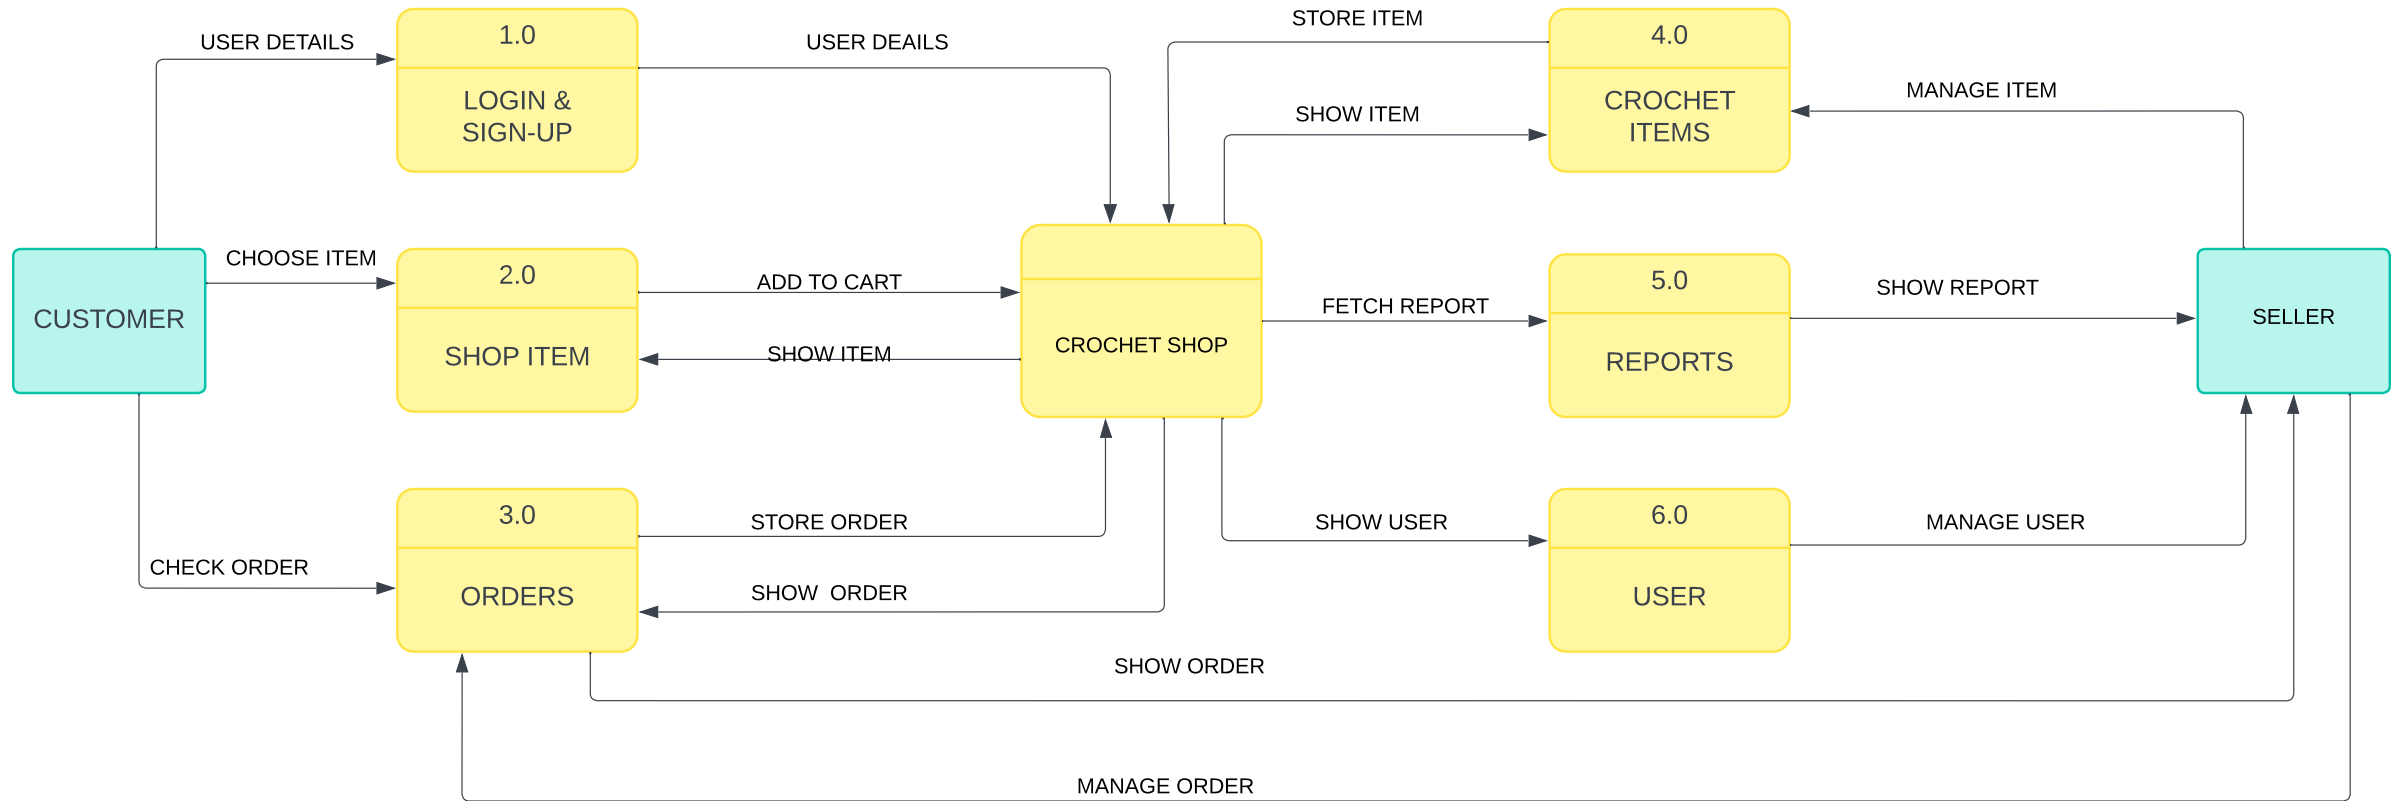 STORE ITEM
1.0
4.0
USER DETAILS
USER DEAILS
MANAGE ITEM
LOGIN &
SIGN-UP
CROCHET
ITEMS
SHOW ITEM
CHOOSE ITEM
2.0
ADD TO CART
5.0
SHOW REPORT
FETCH REPORT
CUSTOMER
SELLER
CROCHET SHOP
SHOP ITEM
SHOW ITEM
REPORTS
3.0
STORE ORDER
SHOW USER
6.0
MANAGE USER
CHECK ORDER
ORDERS
SHOW  ORDER
USER
SHOW ORDER
MANAGE ORDER